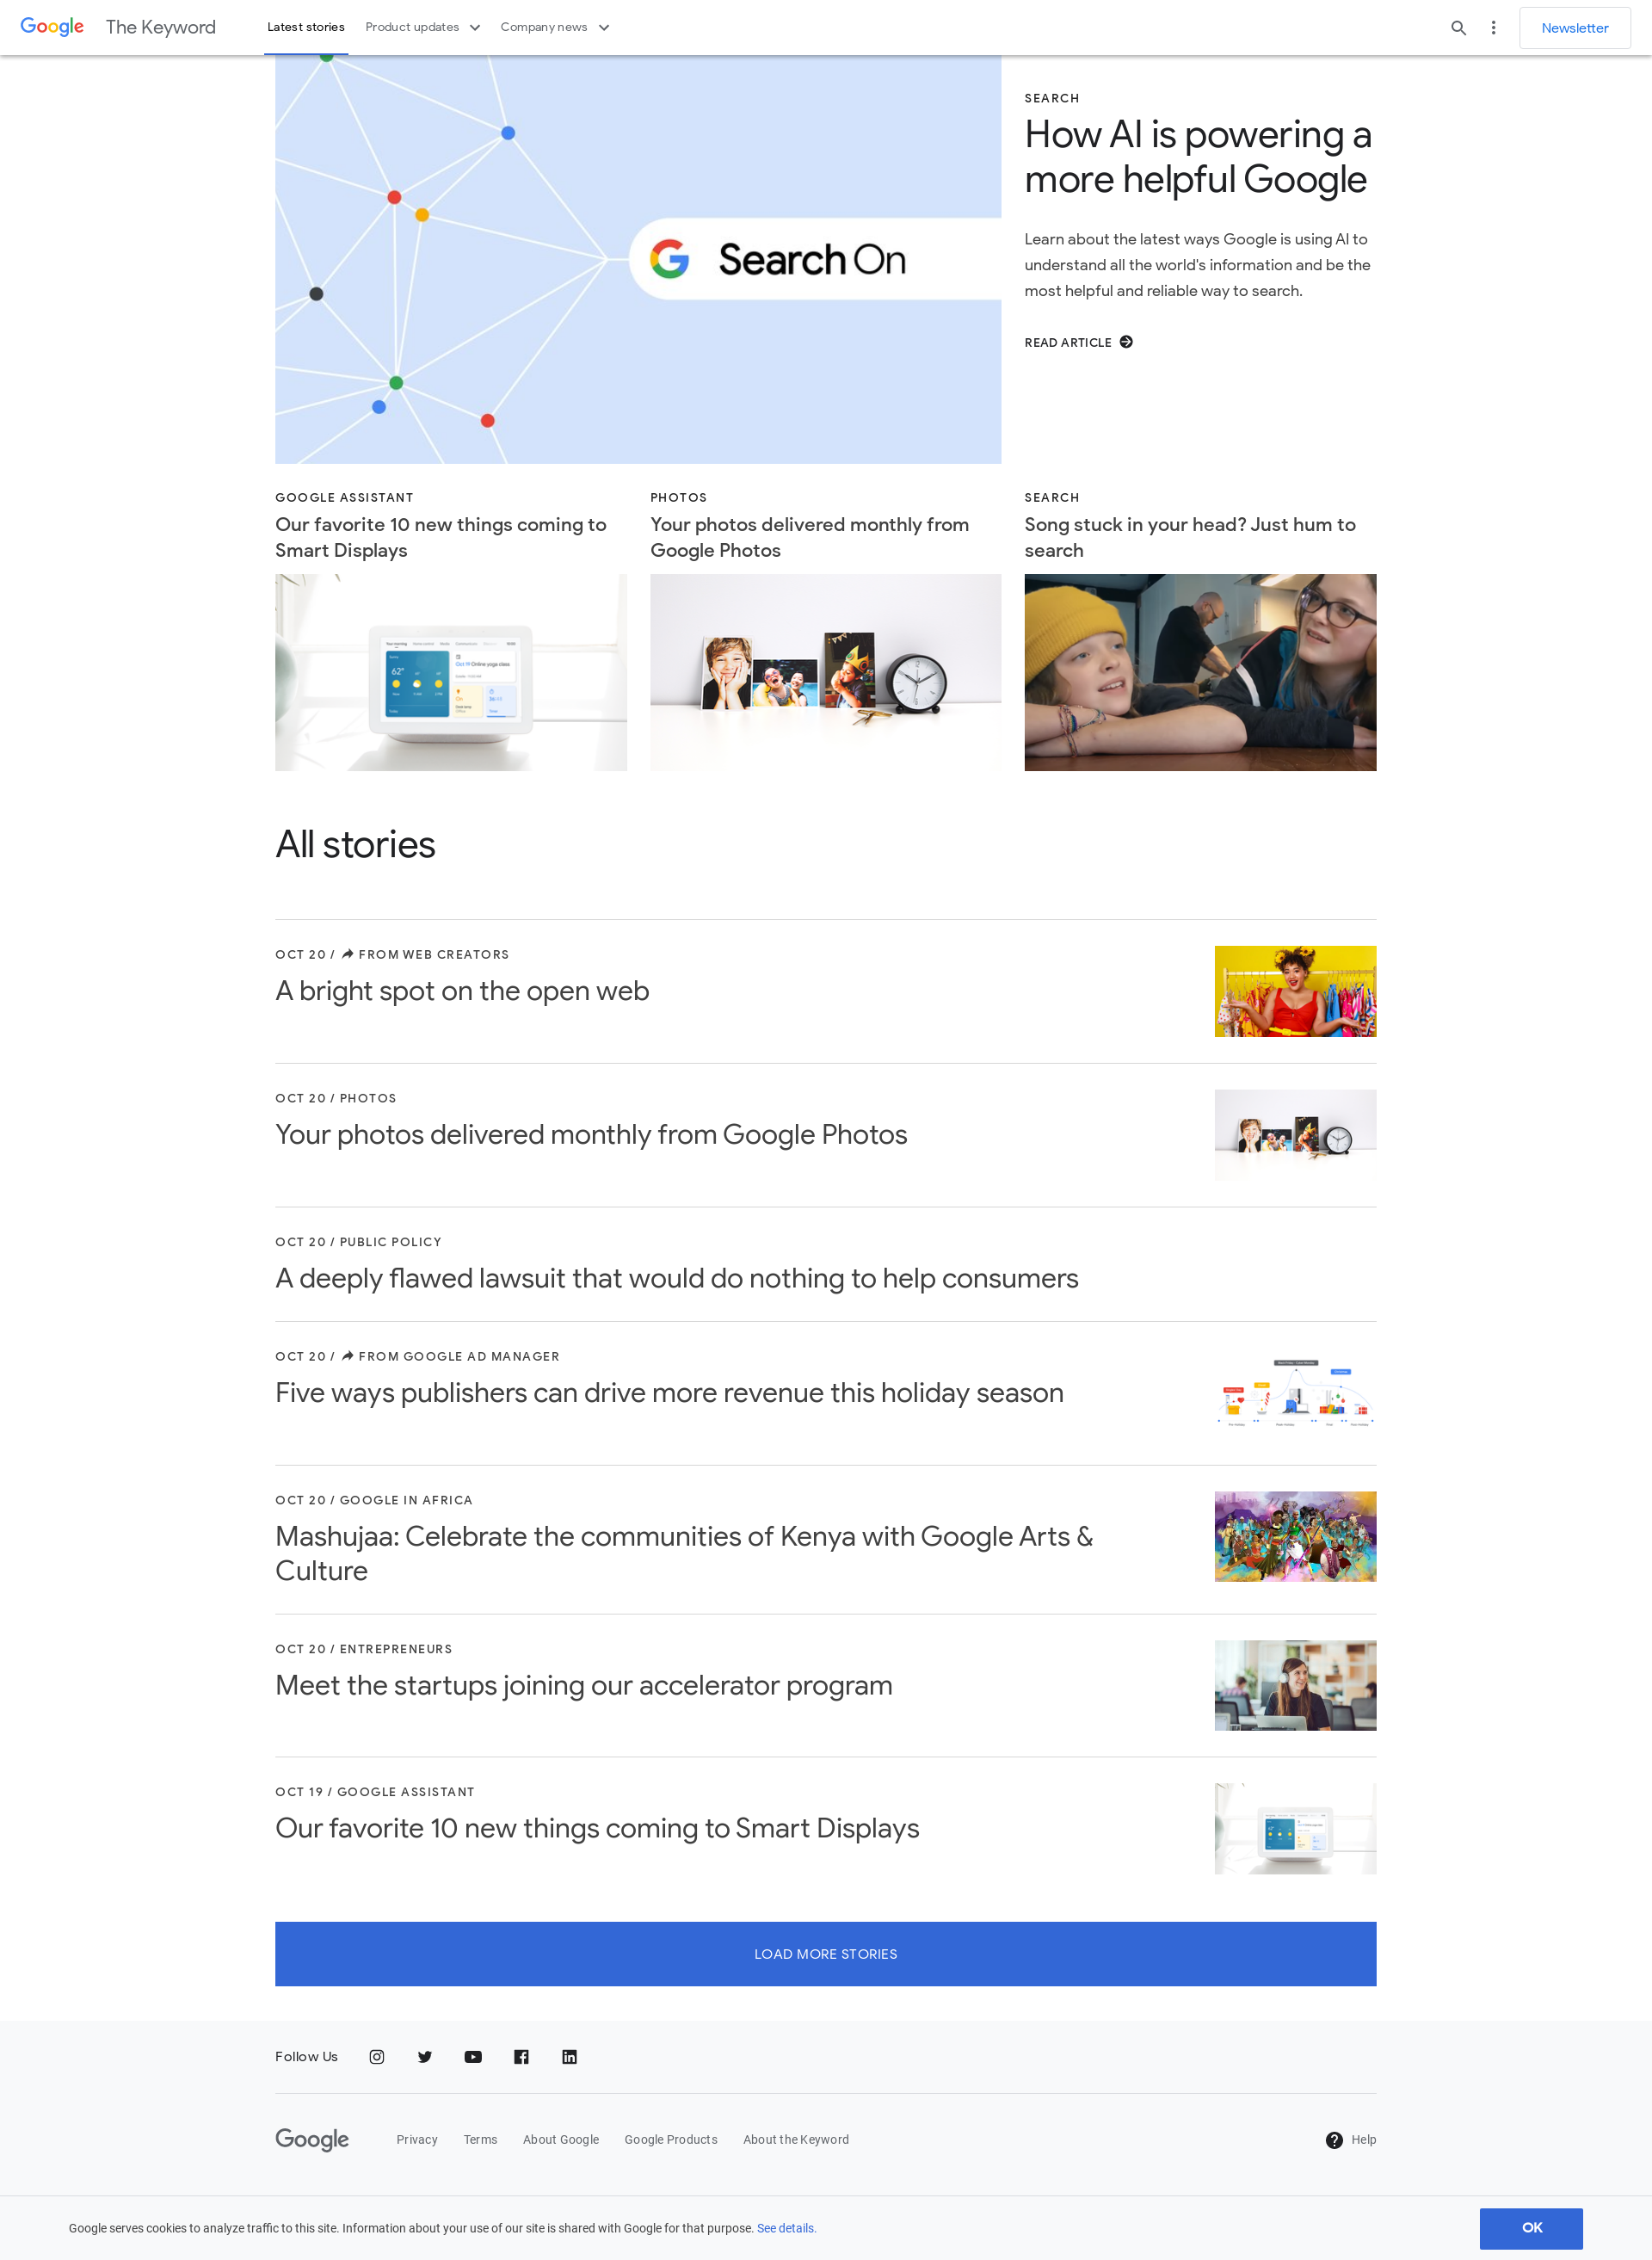 Google The Keyword Latest stories Product updates Company news Newsletter
SEARCH
How AI is powering a
more helpful Google
Learn about the latest ways Google is using AI to
understand all the world's information and be the
most helpful and reliable way to search.
READ ARTICLE
Search On
GOOGLE ASSISTANT
Our favorite 10 new things coming to
Smart Displays
PHOTOS
Your photos delivered monthly from
Google Photos
SEARCH
Song stuck in your head? Just hum to
search
All stories
OCT 20 / FROM WEB CREATORS
A bright spot on the open web
OCT 20 / PHOTOS
Your photos delivered monthly from Google Photos
OCT 20 / PUBLIC POLICY
A deeply flawed lawsuit that would do nothing to help consumers
OCT 20 / FROM GOOGLE AD MANAGER
Five ways publishers can drive more revenue this holiday season
OCT 20 / GOOGLE IN AFRICA
Mashujaa: Celebrate the communities of Kenya with Google Arts &
Culture
OCT 20 / ENTREPRENEURS
Meet the startups joining our accelerator program
OCT 19 / GOOGLE ASSISTANT
Our favorite 10 new things coming to Smart Displays
LOAD MORE STORIES
Follow Us
Google Privacy Terms About Google Google Products About the Keyword Help
Google serves cookies to analyze traffic to this site. Information about your use of our site is shared with Google for that purpose. See details.
OK